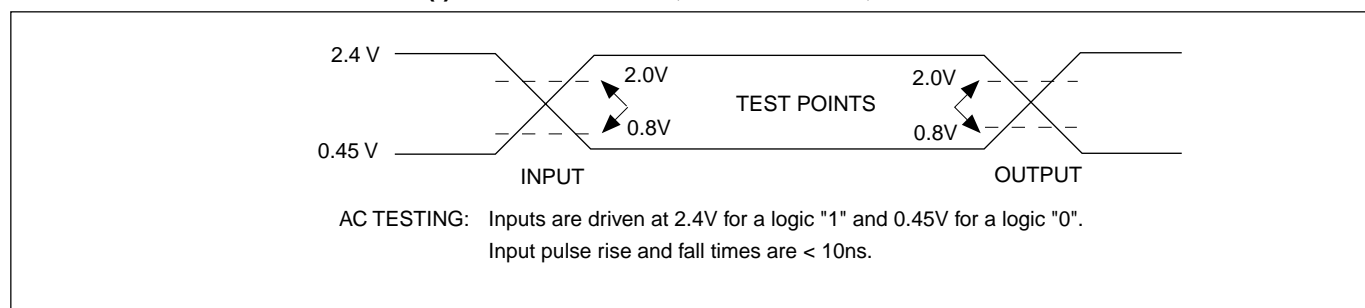 2.4 V
2.0V
2.0V
TEST POINTS
0.8V
0.8V
0.45 V
INPUT
OUTPUT
AC TESTING: Inputs are driven at 2.4V for a logic "1" and 0.45V for a logic "0".
Input pulse rise and fall times are < 10ns.